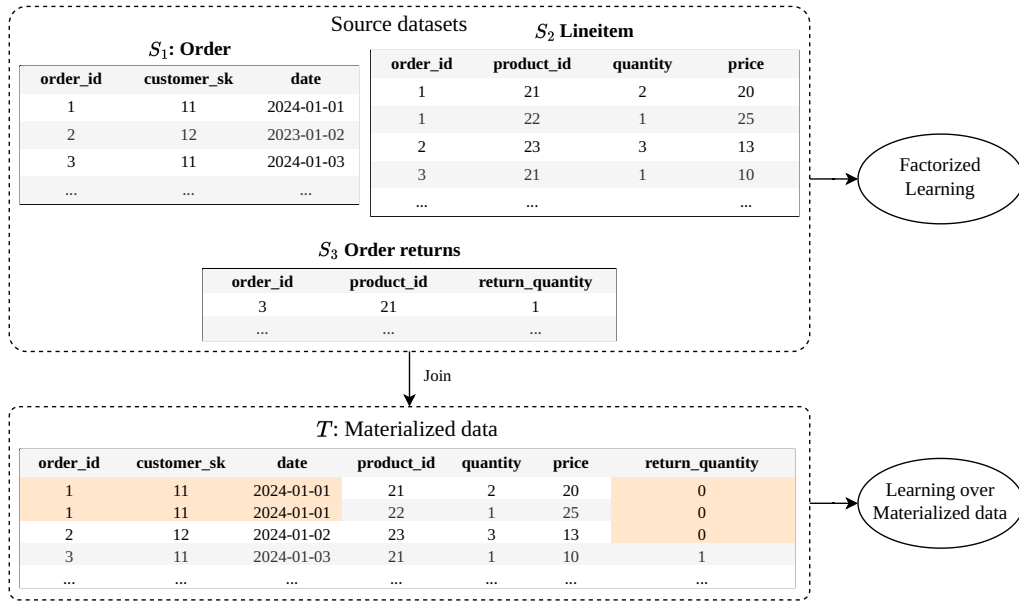 Source datasets
S₁: Order
order_id customer_sk date
1 11 2024-01-01
2 12 2023-01-02
3 11 2024-01-03
... ... ...
S₂ Lineitem
order_id product_id quantity price
1 21 2 20
1 22 1 25
2 23 3 13
3 21 1 10
... ... ...
S₃ Order returns
order_id product_id return_quantity
3 21 1
... ... ...
Factorized
Learning
Join
T: Materialized data
order_id customer_sk date product_id quantity price return_quantity
1 11 2024-01-01 21 2 20 0
1 11 2024-01-01 22 1 25 0
2 12 2024-01-02 23 3 13 0
3 11 2024-01-03 21 1 10 1
... ... ... ... ... ... ...
Learning over
Materialized data